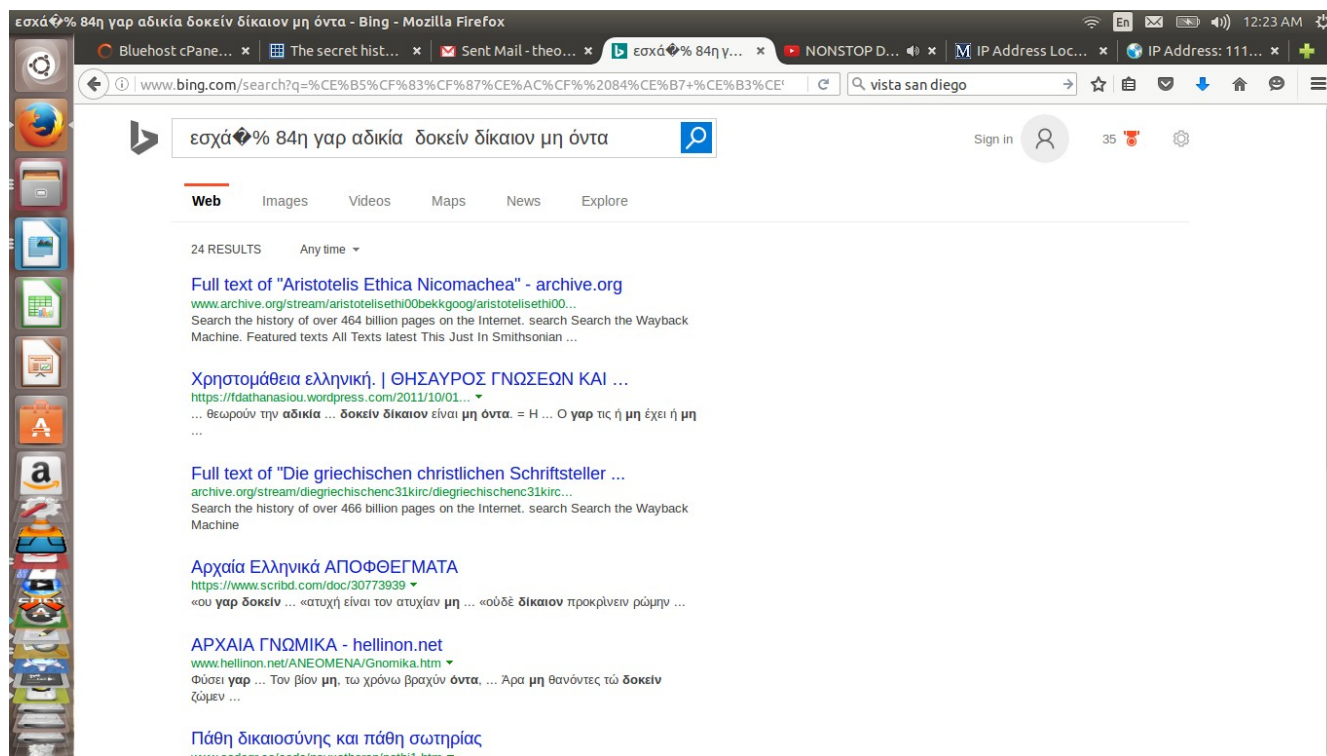 εσχά�% 84η γαρ αδικία δοκείν δίκαιον μη όντα - Bing - Mozilla Firefox En 12:23 AM
Bluehost cPane... The secret hist... Sent Mail - theo... εσχά�% 84η γ... NONSTOP D... IP Address Loc... IP Address: 111...
www.bing.com/search?q=%CE%B5%CF%83%CF%87%CE%AC%CF%%2084%CE%B7+%CE%B3%CE vista san diego
εσχά�% 84η γαρ αδικία  δοκείν δίκαιον μη όντα Sign in 35
Web Images Videos Maps News Explore
24 RESULTS Any time
Full text of "Aristotelis Ethica Nicomachea" - archive.org
www.archive.org/stream/aristotelisethi00bekkgoog/aristotelisethi00...
Search the history of over 464 billion pages on the Internet. search Search the Wayback
Machine. Featured texts All Texts latest This Just In Smithsonian ...
Χρηστομάθεια ελληνική. | ΘΗΣΑΥΡΟΣ ΓΝΩΣΕΩΝ ΚΑΙ ...
https://fdathanasiou.wordpress.com/2011/10/01...
... θεωρούν την αδικία ... δοκείν δίκαιον είναι μη όντα. = Η ... Ο γαρ τις ή μη έχει ή μη
...
Full text of "Die griechischen christlichen Schriftsteller ...
archive.org/stream/diegriechischenc31kirc/diegriechischenc31kirc...
Search the history of over 466 billion pages on the Internet. search Search the Wayback
Machine
Αρχαία Ελληνικά ΑΠΟΦΘΕΓΜΑΤΑ
https://www.scribd.com/doc/30773939
«ου γαρ δοκείν ... «ατυχή είναι τον ατυχίαν μη ... «οὐδὲ δίκαιον προκρὶνειν ρώμην ...
ΑΡΧΑΙΑ ΓΝΩΜΙΚΑ - hellinon.net
www.hellinon.net/ANEOMENA/Gnomika.htm
Φύσει γαρ ... Τον βίον μη, τω χρόνω βραχύν όντα, ... Άρα μη θανόντες τώ δοκείν
ζώμεν ...
Πάθη δικαιοσύνης και πάθη σωτηρίας